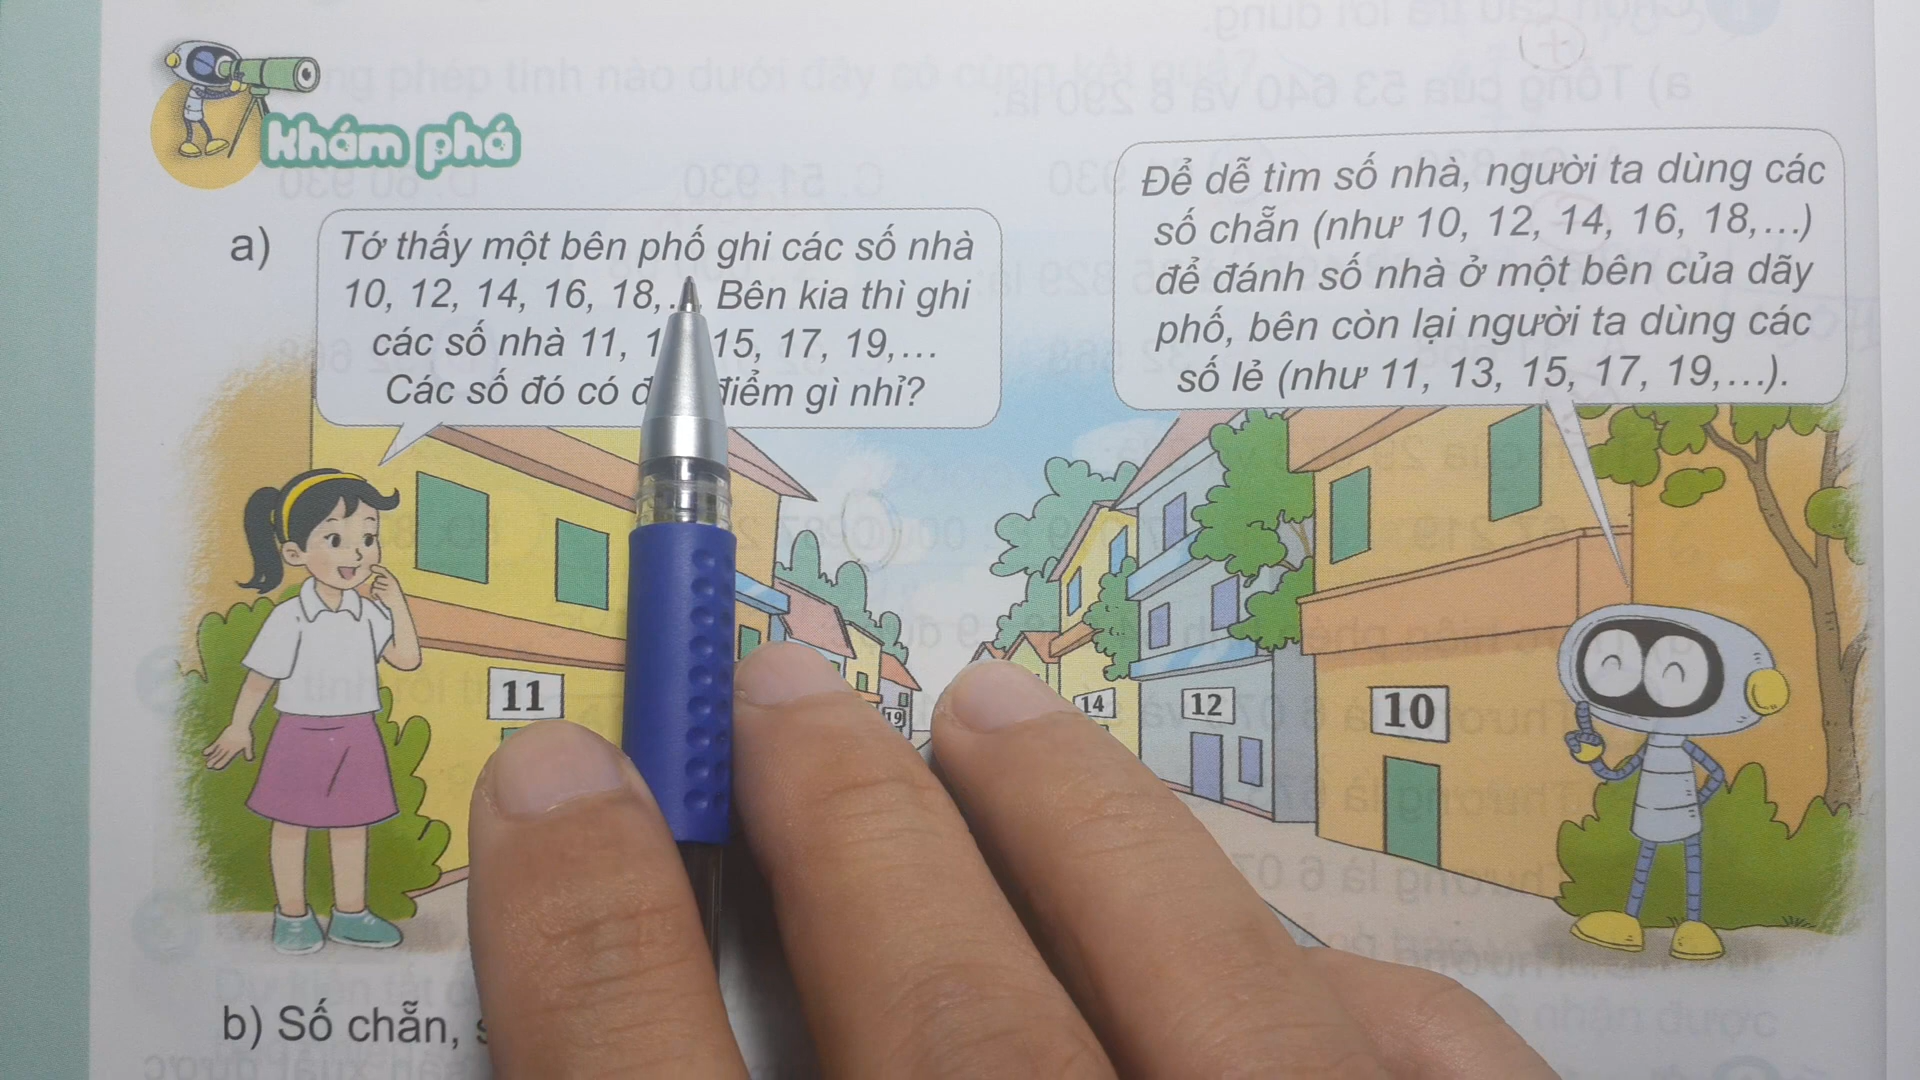 khám phá
a)
Tớ thấy một bên phố ghi các số nhà
10, 12, 14, 16, 18, Bên kia thì ghi
các số nhà 11, 15, 17, 19,…
Các số đó có điểm gì nhỉ?
Để dễ tìm số nhà, người ta dùng các
số chẵn (như 10, 12, 14, 16, 18,…)
để đánh số nhà ở một bên của dãy
phố, bên còn lại người ta dùng các
số lẻ (như 11, 13, 15, 17, 19,…).
11
19
14
12
10
b) Số chẵn,